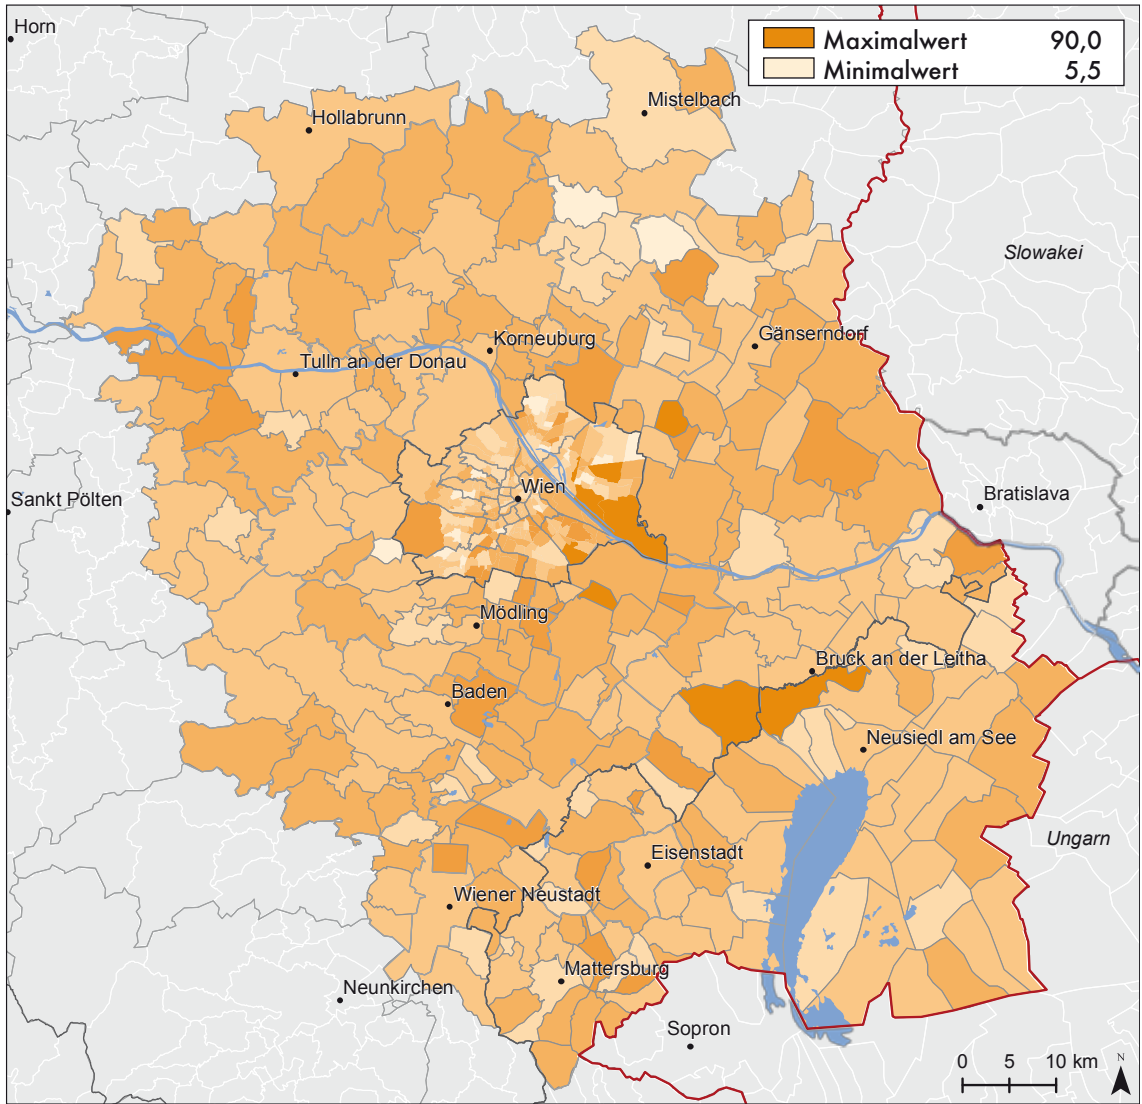 Horn
Maximalwert 90,0
Minimalwert 5,5
Mistelbach
Hollabrunn
Slowakei
Korneuburg
Gänserndorf
Tulln an der Donau
Wien
Sankt Pölten
Bratislava
Mödling
Bruck an der Leitha
Baden
Neusiedl am See
Ungarn
Eisenstadt
Wiener Neustadt
Mattersburg
Neunkirchen
Sopron
0 5 10 km
N